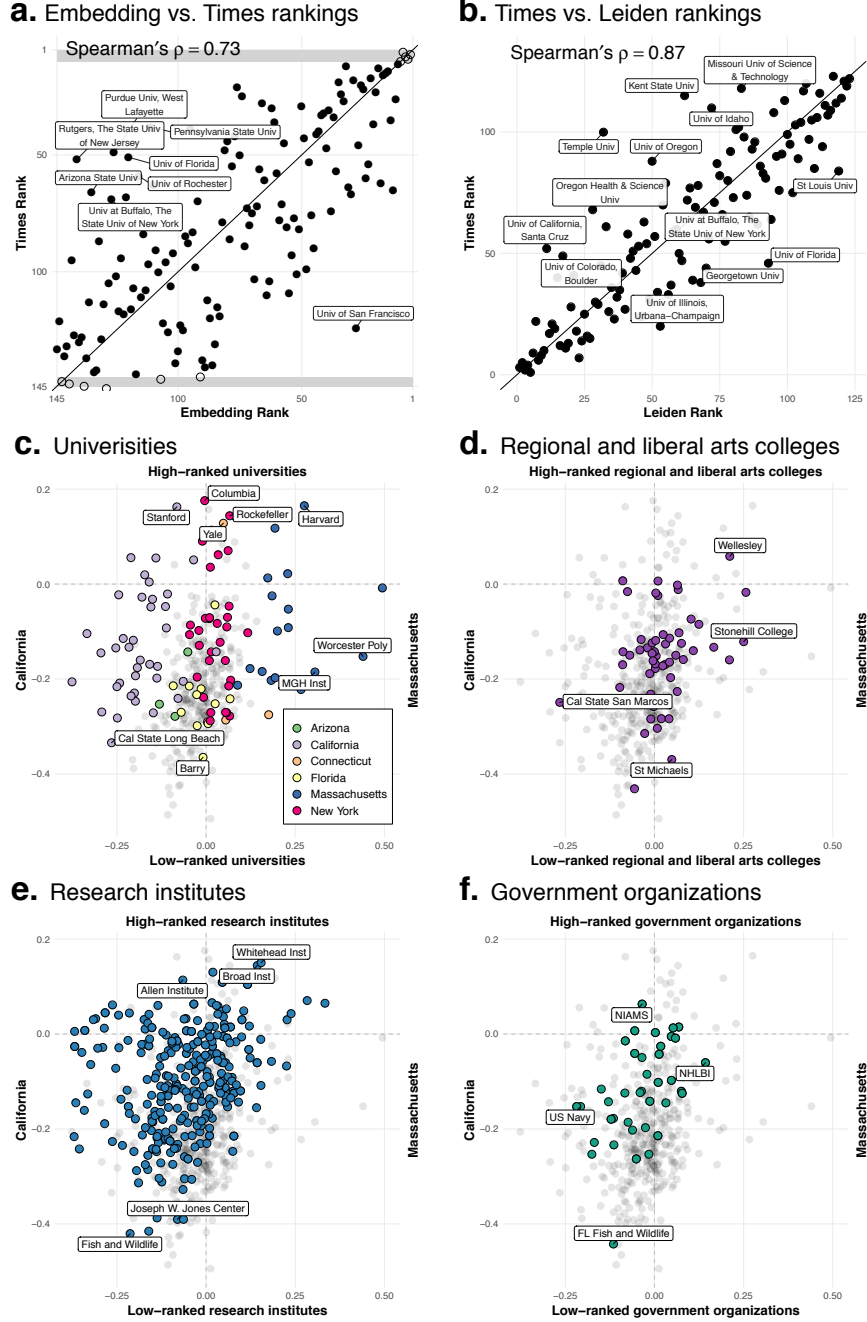 a. Embedding vs. Times rankings
Spearman's ρ = 0.73
1
50
100
145
Times Rank
Purdue Univ, West
Lafayette
Rutgers, The State Univ
of New Jersey
Pennsylvania State Univ
Univ of Florida
Arizona State Univ
Univ of Rochester
Univ at Buffalo, The
State Univ of New York
Univ of San Francisco
145
100
50
1
Embedding Rank
b. Times vs. Leiden rankings
Spearman's ρ = 0.87
100
50
0
Times Rank
Missouri Univ of Science
& Technology
Kent State Univ
Univ of Idaho
Temple Univ
Univ of Oregon
St Louis Univ
Oregon Health & Science
Univ
Univ of California,
Santa Cruz
Univ at Buffalo, The
State Univ of New York
Univ of Florida
Univ of Colorado,
Boulder
Georgetown Univ
Univ of Illinois,
Urbana−Champaign
0
25
50
75
100
125
Leiden Rank
c. Univerisities
High−ranked universities
0.2
0.0
−0.2
−0.4
California
Massachusetts
Columbia
Stanford
Rockefeller
Harvard
Yale
Worcester Poly
MGH Inst
Cal State Long Beach
Barry
Arizona
California
Connecticut
Florida
Massachusetts
New York
−0.25
0.00
0.25
0.50
Low−ranked universities
d. Regional and liberal arts colleges
High−ranked regional and liberal arts colleges
0.2
0.0
−0.2
−0.4
California
Massachusetts
Wellesley
Stonehill College
Cal State San Marcos
St Michaels
−0.25
0.00
0.25
0.50
Low−ranked regional and liberal arts colleges
e. Research institutes
High−ranked research institutes
0.2
0.0
−0.2
−0.4
California
Massachusetts
Whitehead Inst
Broad Inst
Allen Institute
Joseph W. Jones Center
Fish and Wildlife
−0.25
0.00
0.25
0.50
Low−ranked research institutes
f. Government organizations
High−ranked government organizations
0.2
0.0
−0.2
−0.4
California
Massachusetts
NIAMS
NHLBI
US Navy
FL Fish and Wildlife
−0.25
0.00
0.25
0.50
Low−ranked government organizations